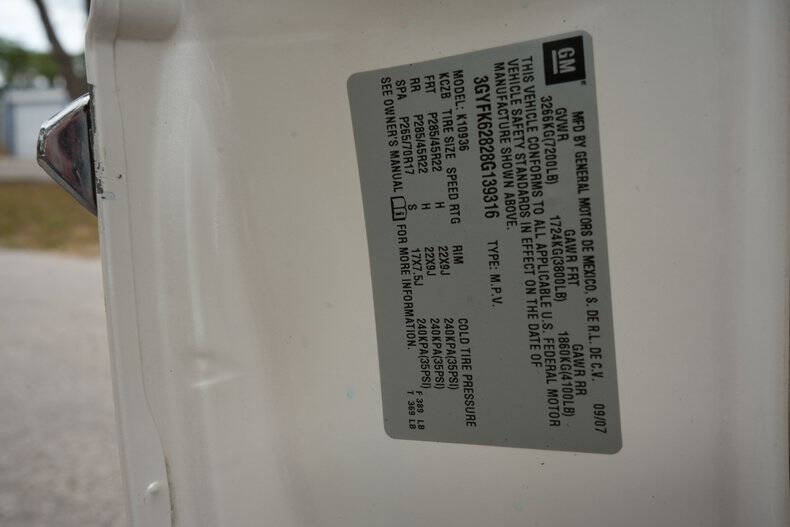 GM
MFD BY GENERAL MOTORS DE MEXICO, S. DE R.L. DE C.V. 09/07
GVWR GAWR FRT GAWR RR
3266KG(7200LB) 1724KG(3800LB) 1860KG(4100LB)
THIS VEHICLE CONFORMS TO ALL APPLICABLE U.S. FEDERAL MOTOR
VEHICLE SAFETY STANDARDS IN EFFECT ON THE DATE OF
MANUFACTURE SHOWN ABOVE.
3GYFK62828G139316 TYPE: M.P.V.
MODEL: K10936
KCZB TIRE SIZE SPEED RTG RIM COLD TIRE PRESSURE
FRT P285/45R22 H 22X9J 240KPA(35PSI)
RR P285/45R22 H 22X9J 240KPA(35PSI)
SPA P265/70R17 S 17X7.5J 240KPA(35PSI)
SEE OWNER'S MANUAL i FOR MORE INFORMATION.
F 389 LB
T 369 LB